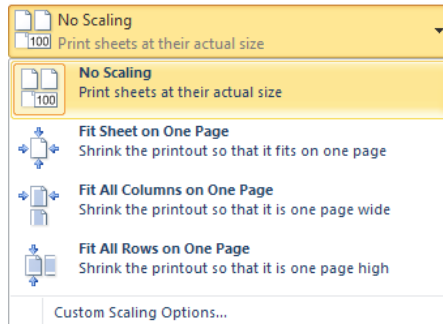 No Scaling
100 Print sheets at their actual size
No Scaling
100 Print sheets at their actual size
Fit Sheet on One Page
Shrink the printout so that it fits on one page
Fit All Columns on One Page
Shrink the printout so that it is one page wide
Fit All Rows on One Page
Shrink the printout so that it is one page high
Custom Scaling Options...